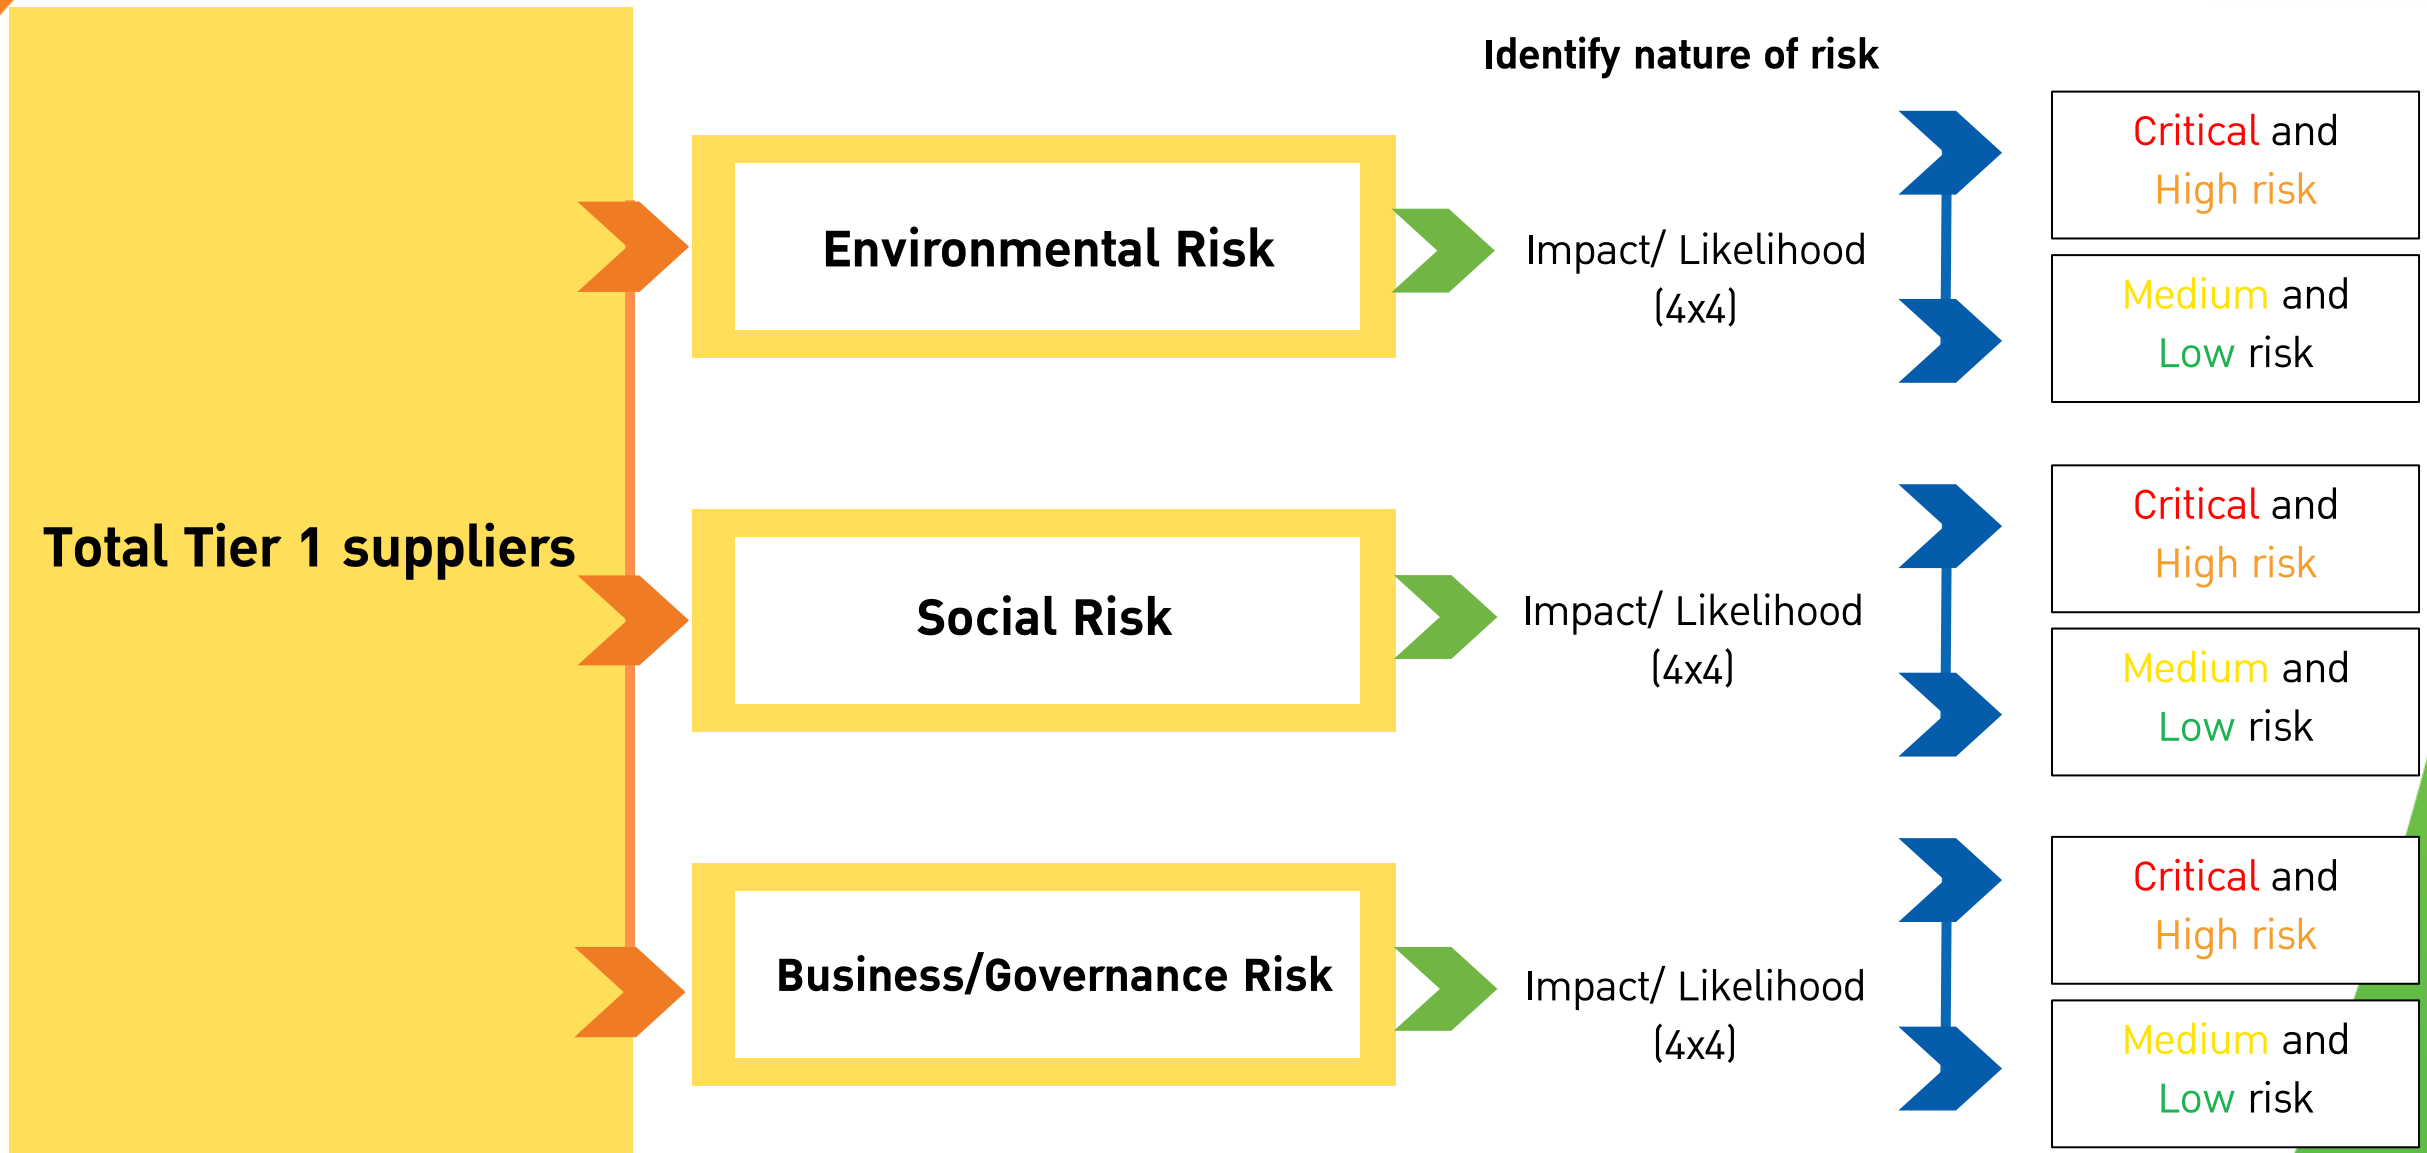 Identify nature of risk
Total Tier 1 suppliers
Environmental Risk
Impact/ Likelihood
(4x4)
Critical and
High risk
Medium and
Low risk
Social Risk
Impact/ Likelihood
(4x4)
Critical and
High risk
Medium and
Low risk
Business/Governance Risk
Impact/ Likelihood
(4x4)
Critical and
High risk
Medium and
Low risk